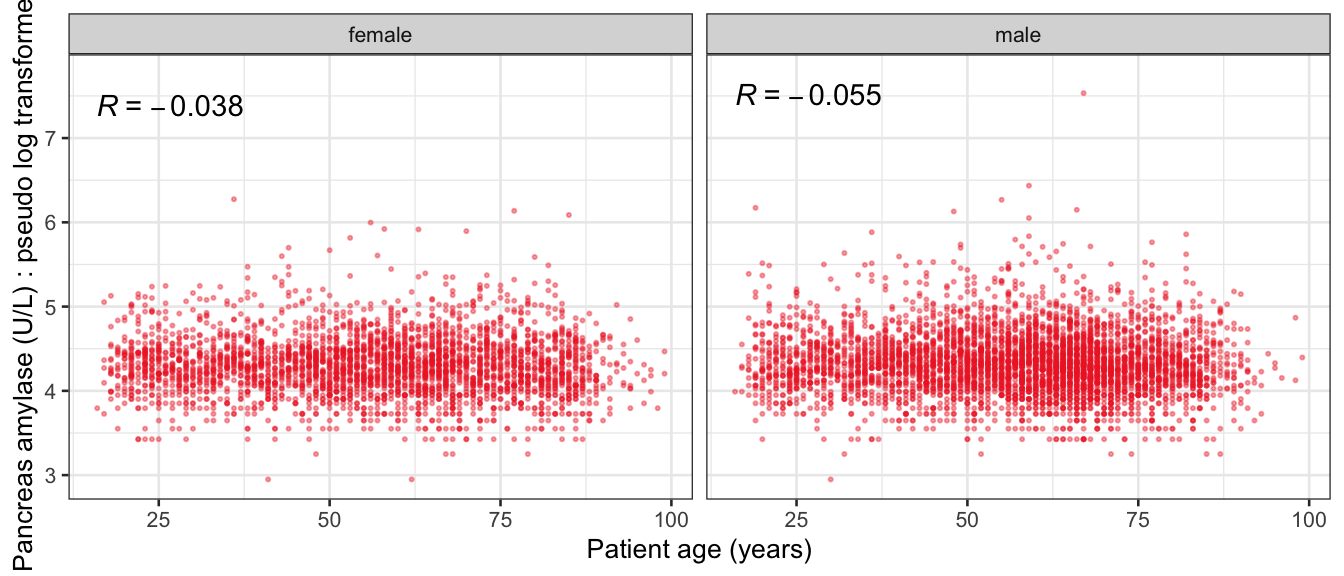 female
male
R = −0.038
R = −0.055
Pancreas amylase (U/L) : pseudo log transforme
7
6
5
4
3
25
50
75
100
25
50
75
100
Patient age (years)